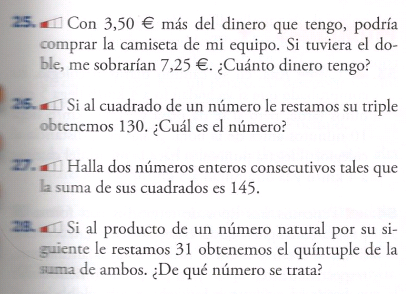 25. Con 3,50 € más del dinero que tengo, podría
comprar la camiseta de mi equipo. Si tuviera el do-
ble, me sobrarían 7,25 €. ¿Cuánto dinero tengo?
26. Si al cuadrado de un número le restamos su triple
obtenemos 130. ¿Cuál es el número?
27. Halla dos números enteros consecutivos tales que
la suma de sus cuadrados es 145.
28. Si al producto de un número natural por su si-
guiente le restamos 31 obtenemos el quíntuple de la
suma de ambos. ¿De qué número se trata?